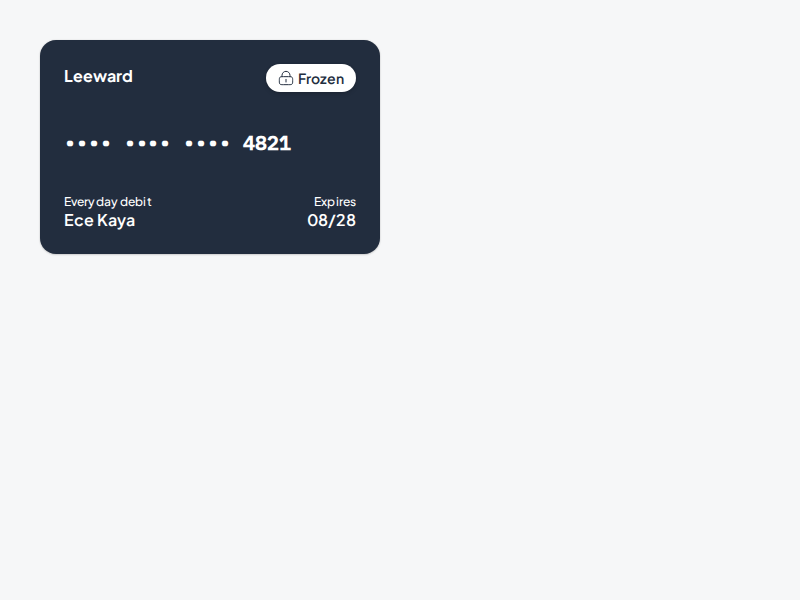 Leeward
Frozen
•••• •••• •••• 4821
Everyday debit
Expires
Ece Kaya
08/28